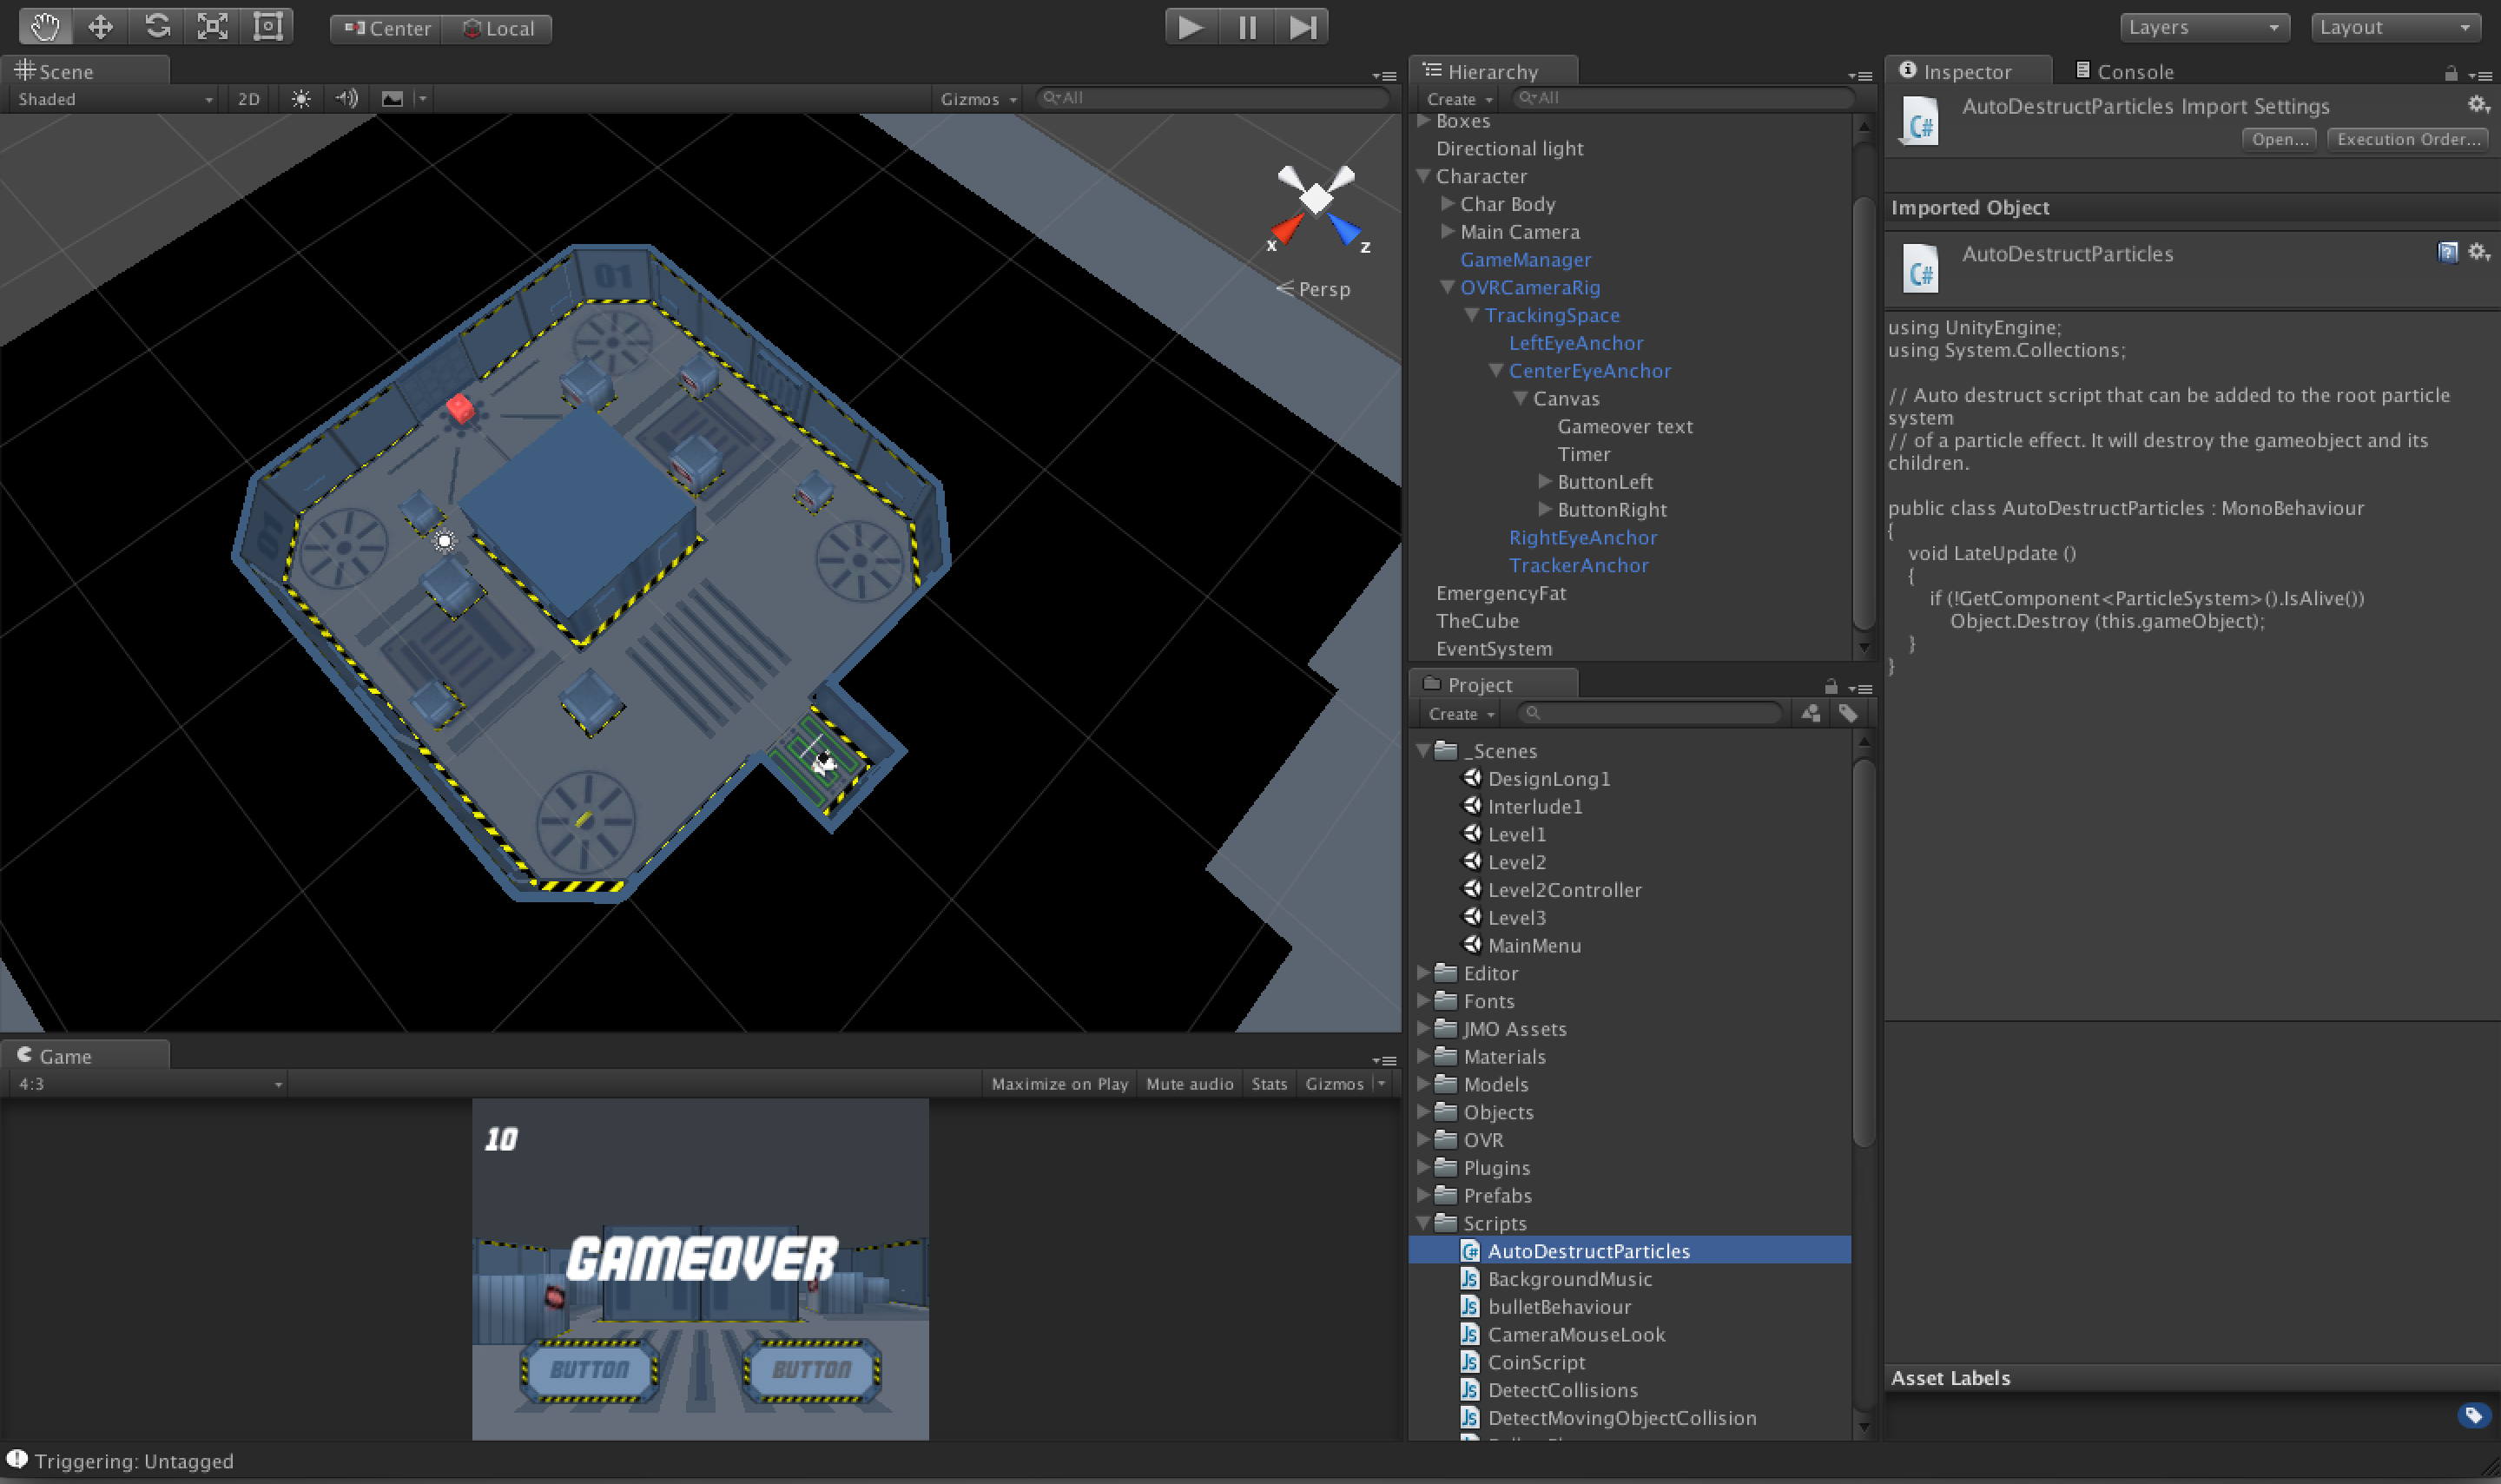 Center
Local
Layers
Layout
Scene
Shaded
2D
Gizmos
All
01
x
z
Persp
01
Game
4:3
Maximize on Play
Mute audio
Stats
Gizmos
10
GAMEOVER
BUTTON
BUTTON
Triggering: Untagged
Hierarchy
Create
All
Boxes
Directional light
Character
Char Body
Main Camera
GameManager
OVRCameraRig
TrackingSpace
LeftEyeAnchor
CenterEyeAnchor
Canvas
Gameover text
Timer
ButtonLeft
ButtonRight
RightEyeAnchor
TrackerAnchor
EmergencyFat
TheCube
EventSystem
Project
Create
_Scenes
DesignLong1
Interlude1
Level1
Level2
Level2Controller
Level3
MainMenu
Editor
Fonts
JMO Assets
Materials
Models
Objects
OVR
Plugins
Prefabs
Scripts
C# AutoDestructParticles
Js BackgroundMusic
Js bulletBehaviour
Js CameraMouseLook
Js CoinScript
Js DetectCollisions
Js DetectMovingObjectCollision
Inspector
Console
C#
AutoDestructParticles Import Settings
Open...
Execution Order...
Imported Object
C#
AutoDestructParticles
using UnityEngine;
using System.Collections;
// Auto destruct script that can be added to the root particle
system
// of a particle effect. It will destroy the gameobject and its
children.
public class AutoDestructParticles : MonoBehaviour
{
void LateUpdate ()
{
if (!GetComponent<ParticleSystem>().IsAlive())
Object.Destroy (this.gameObject);
}
}
Asset Labels